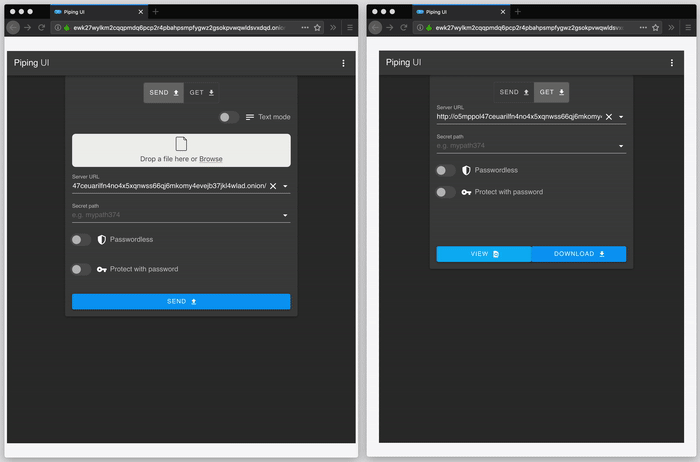 Piping UI
ewk27wylkm2cqqpmdq6pcp2r4pbahpsmpfygwz2gsokpvwqwldsvxdqd.onio
Piping UI
SEND
GET
Text mode
Drop a file here or Browse
Server URL
47ceuarilfn4no4x5xqnwss66qj6mkomy4evejb37jkl4wlad.onion/
Secret path
e.g. mypath374
Passwordless
Protect with password
SEND
Piping UI
ewk27wylkm2cqqpmdq6pcp2r4pbahpsmpfygwz2gsokpvwqwldsvx
Piping UI
SEND
GET
Server URL
http://o5mppol47ceuarilfn4no4x5xqnwss66qj6mkomy4
Secret path
e.g. mypath374
Passwordless
Protect with password
VIEW
DOWNLOAD